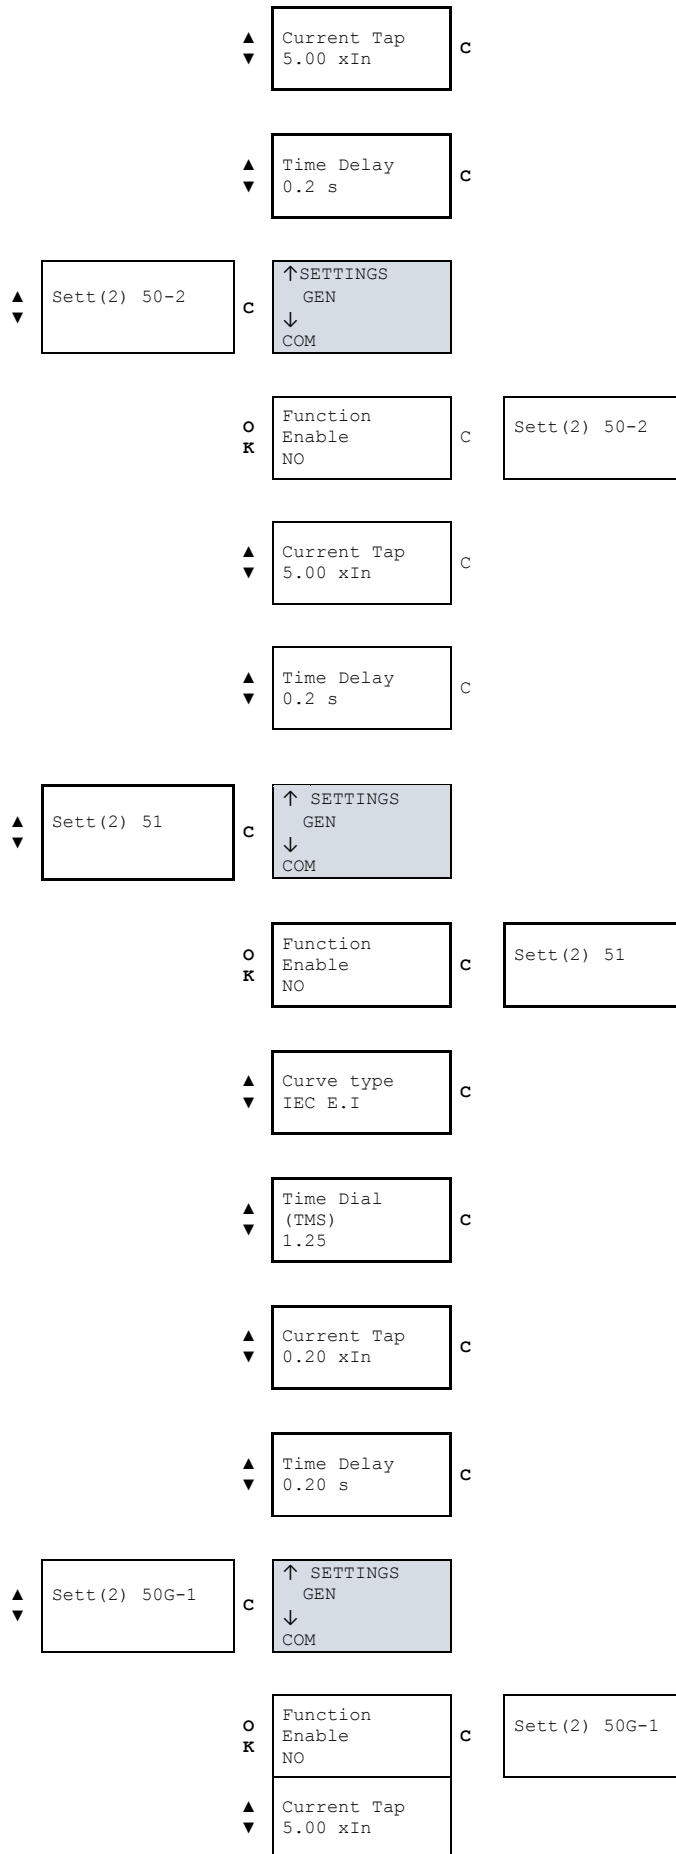 ▲
▼
Current Tap
5.00 xIn
C
▲
▼
Time Delay
0.2 s
C
▲
▼
Sett(2) 50-2
C
↑SETTINGS
GEN
↓
COM
O
K
Function
Enable
NO
C
Sett(2) 50-2
▲
▼
Current Tap
5.00 xIn
C
▲
▼
Time Delay
0.2 s
C
▲
▼
Sett(2) 51
C
↑ SETTINGS
GEN
↓
COM
O
K
Function
Enable
NO
C
Sett(2) 51
▲
▼
Curve type
IEC E.I
C
▲
▼
Time Dial
(TMS)
1.25
C
▲
▼
Current Tap
0.20 xIn
C
▲
▼
Time Delay
0.20 s
C
▲
▼
Sett(2) 50G-1
C
↑ SETTINGS
GEN
↓
COM
O
K
Function
Enable
NO
C
Sett(2) 50G-1
▲
▼
Current Tap
5.00 xIn